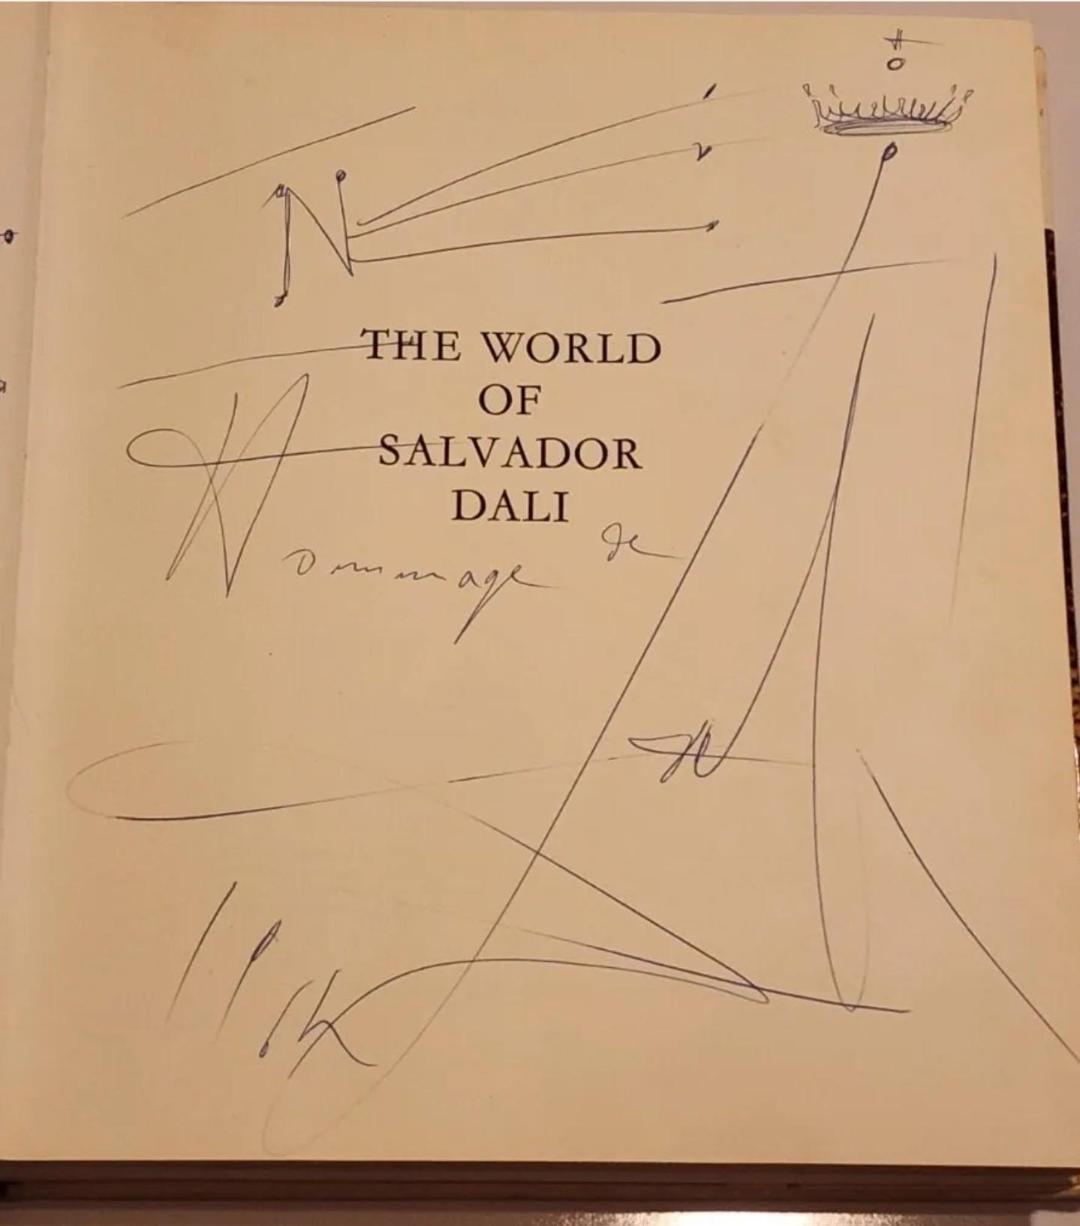 N
THE WORLD
OF
SALVADOR
DALI
Hommage de